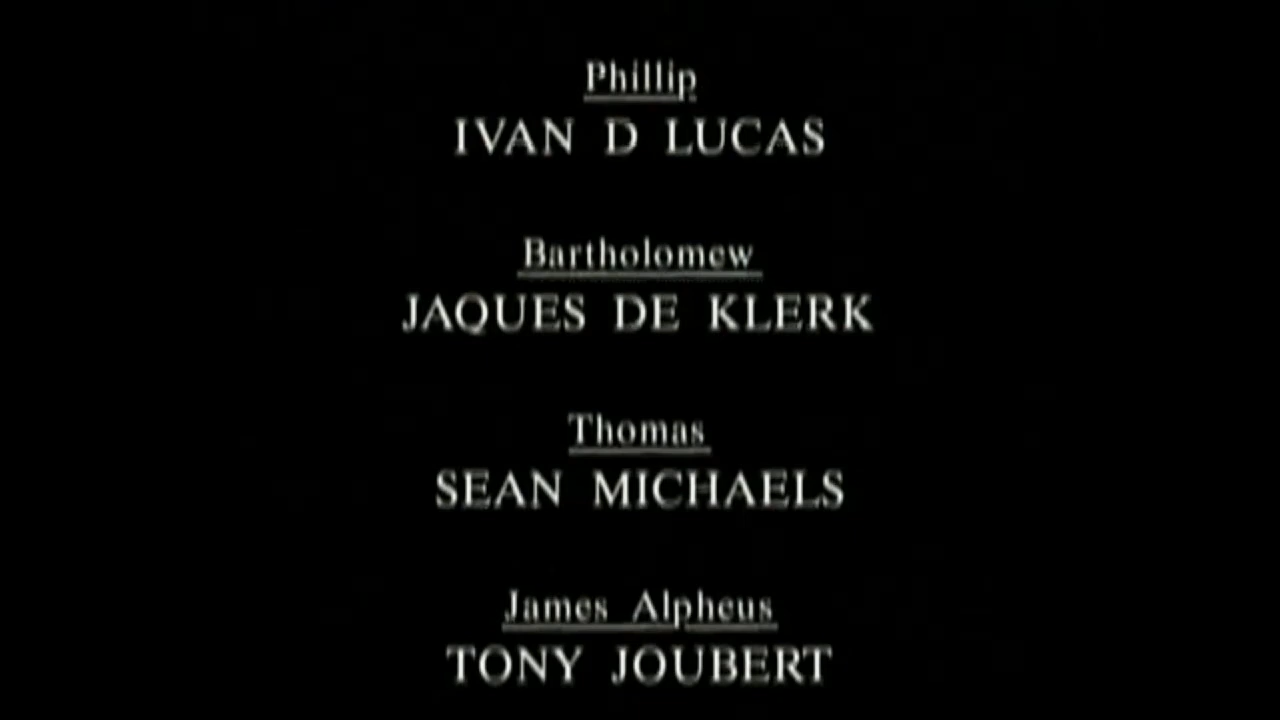 Phillip
IVAN D LUCAS
Bartholomew
JAQUES DE KLERK
Thomas
SEAN MICHAELS
James Alpheus
TONY JOUBERT